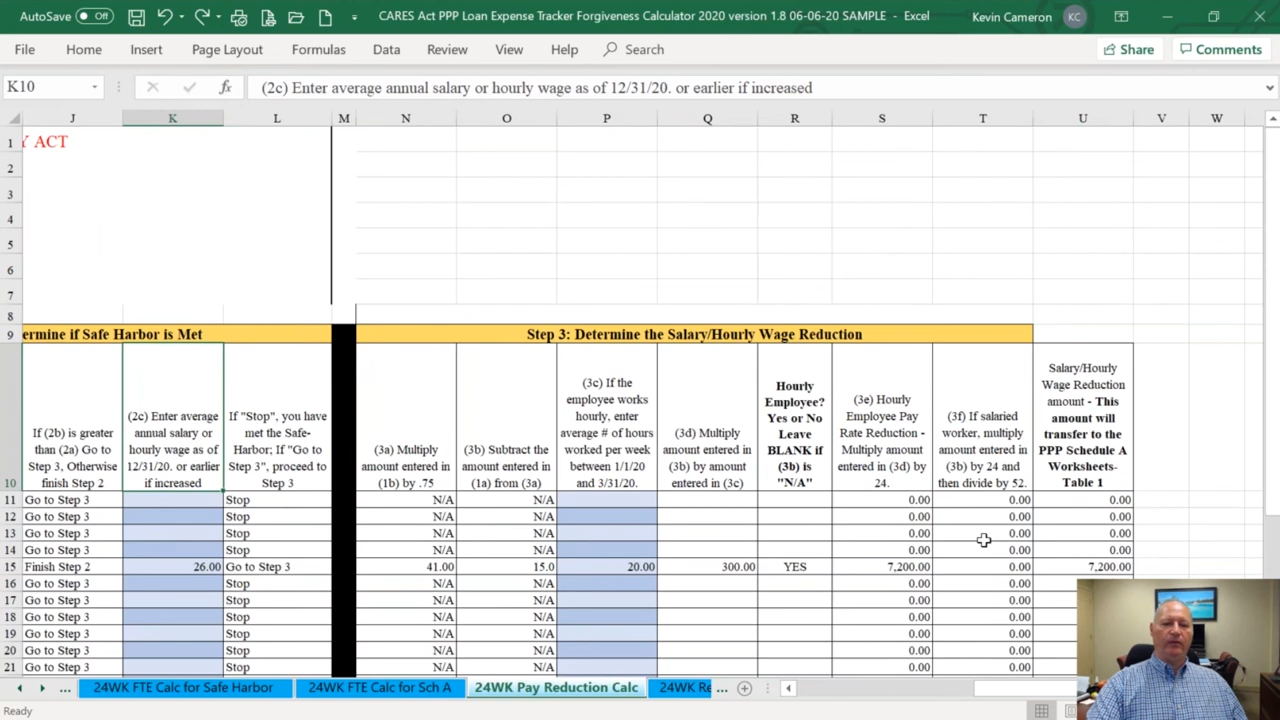 AutoSave Off CARES Act PPP Loan Expense Tracker Forgiveness Calculator 2020 version 1.8 06-06-20 SAMPLE - Excel Kevin Cameron KC
File Home Insert Page Layout Formulas Data Review View Help Search Share Comments
K10 fx (2c) Enter average annual salary or hourly wage as of 12/31/20. or earlier if increased
J K L M N O P Q R S T U V W
1 Y ACT
2
3
4
5
6
7
8
9 ermine if Safe Harbor is Met Step 3: Determine the Salary/Hourly Wage Reduction
10
If (2b) is greater
than (2a) Go to
Step 3, Otherwise
finish Step 2
(2c) Enter average
annual salary or
hourly wage as of
12/31/20. or earlier
if increased
If "Stop", you have
met the Safe-
Harbor; If "Go to
Step 3", proceed to
Step 3
(3a) Multiply
amount entered in
(1b) by .75
(3b) Subtract the
amount entered in
(1a) from (3a)
(3c) If the
employee works
hourly, enter
average # of hours
worked per week
between 1/1/20
and 3/31/20.
(3d) Multiply
amount entered in
(3b) by amount
entered in (3c)
Hourly
Employee?
Yes or No
Leave
BLANK if
(3b) is
"N/A"
(3e) Hourly
Employee Pay
Rate Reduction -
Multiply amount
entered in (3d) by
24.
(3f) If salaried
worker, multiply
amount entered in
(3b) by 24 and
then divide by 52.
Salary/Hourly
Wage Reduction
amount - This
amount will
transfer to the
PPP Schedule A
Worksheets-
Table 1
11 Go to Step 3 Stop N/A N/A 0.00 0.00 0.00
12 Go to Step 3 Stop N/A N/A 0.00 0.00 0.00
13 Go to Step 3 Stop N/A N/A 0.00 0.00 0.00
14 Go to Step 3 Stop N/A N/A 0.00 0.00 0.00
15 Finish Step 2 26.00 Go to Step 3 41.00 15.0 20.00 300.00 YES 7,200.00 0.00 7,200.00
16 Go to Step 3 Stop N/A N/A 0.00 0.00
17 Go to Step 3 Stop N/A N/A 0.00 0.00
18 Go to Step 3 Stop N/A N/A 0.00 0.00
19 Go to Step 3 Stop N/A N/A 0.00 0.00
20 Go to Step 3 Stop N/A N/A 0.00 0.00
21 Go to Step 3 Stop N/A N/A 0.00 0.00
... 24WK FTE Calc for Safe Harbor 24WK FTE Calc for Sch A 24WK Pay Reduction Calc 24WK Re ...
Ready